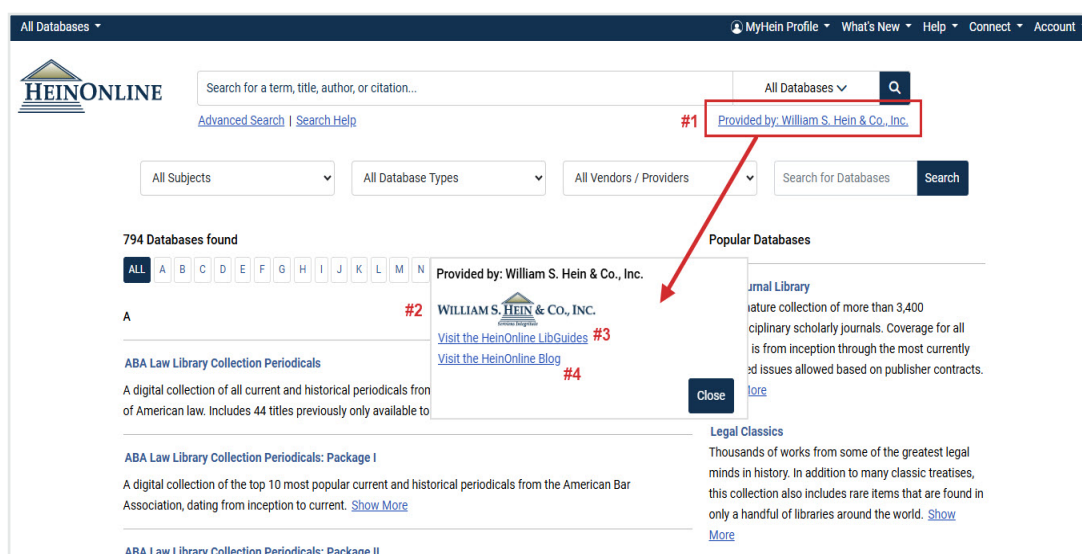 All Databases
MyHein Profile What's New Help Connect Account
HEINONLINE
Search for a term, title, author, or citation...
All Databases
Advanced Search | Search Help
#1
Provided by: William S. Hein & Co., Inc.
All Subjects
All Database Types
All Vendors / Providers
Search for Databases
Search
794 Databases found
ALL A B C D E F G H I J K L M N
A
ABA Law Library Collection Periodicals
A digital collection of all current and historical periodicals from
of American law. Includes 44 titles previously only available to
ABA Law Library Collection Periodicals: Package I
A digital collection of the top 10 most popular current and historical periodicals from the American Bar
Association, dating from inception to current. Show More
ABA Law Library Collection Periodicals: Package II
#2
Provided by: William S. Hein & Co., Inc.
WILLIAM S. HEIN & CO., INC.
Visit the HeinOnline LibGuides #3
Visit the HeinOnline Blog
#4
Close
Popular Databases
Library
collection of more than 3,400
scholarly journals. Coverage for all
is from inception through the most currently
issues allowed based on publisher contracts.
Legal Classics
Thousands of works from some of the greatest legal
minds in history. In addition to many classic treatises,
this collection also includes rare items that are found in
only a handful of libraries around the world. Show
More